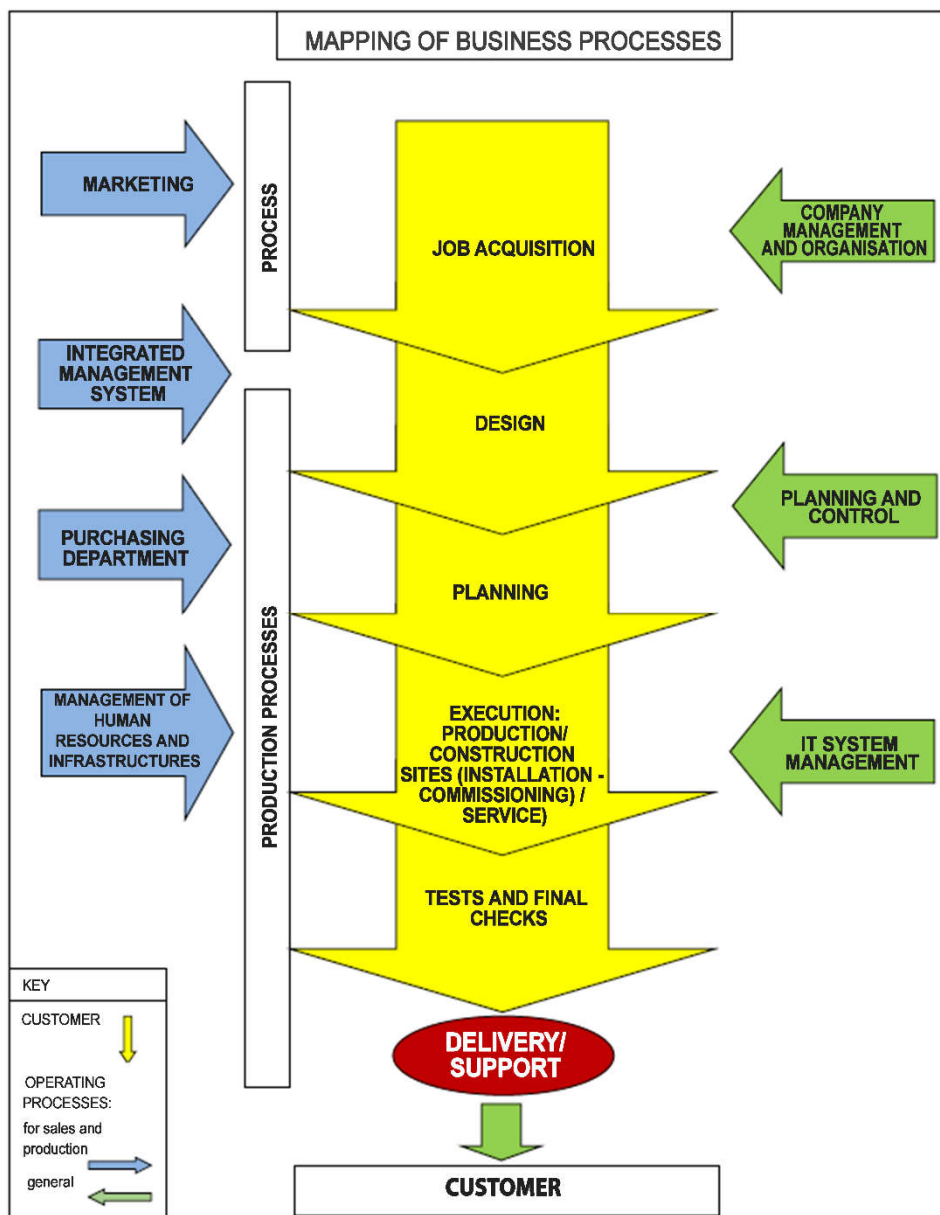 MAPPING OF BUSINESS PROCESSES
MARKETING
INTEGRATED
MANAGEMENT
SYSTEM
PURCHASING
DEPARTMENT
MANAGEMENT OF
HUMAN
RESOURCES AND
INFRASTRUCTURES
PROCESS
PRODUCTION PROCESSES
JOB ACQUISITION
DESIGN
PLANNING
EXECUTION:
PRODUCTION/
CONSTRUCTION
SITES (INSTALLATION -
COMMISSIONING) /
SERVICE)
TESTS AND FINAL
CHECKS
DELIVERY/
SUPPORT
CUSTOMER
COMPANY
MANAGEMENT
AND ORGANISATION
PLANNING AND
CONTROL
IT SYSTEM
MANAGEMENT
KEY
CUSTOMER
OPERATING
PROCESSES:
for sales and
production
general